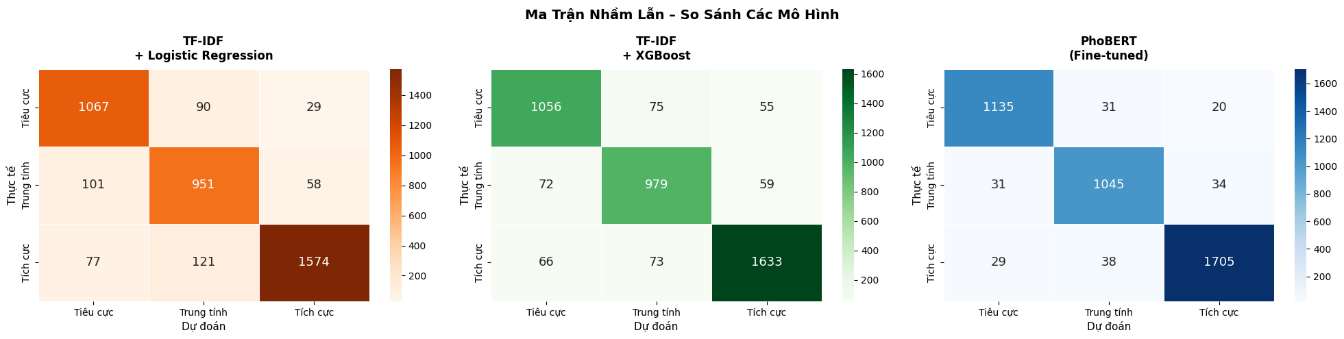 Ma Trận Nhầm Lẫn – So Sánh Các Mô Hình
TF-IDF
+ Logistic Regression
Thực tế
Tiêu cực
1067
90
29
Trung tính
101
951
58
Tích cực
77
121
1574
Tiêu cực
Trung tính
Tích cực
Dự đoán
1400
1200
1000
800
600
400
200
TF-IDF
+ XGBoost
Thực tế
Tiêu cực
1056
75
55
Trung tính
72
979
59
Tích cực
66
73
1633
Tiêu cực
Trung tính
Tích cực
Dự đoán
1600
1400
1200
1000
800
600
400
200
PhoBERT
(Fine-tuned)
Thực tế
Tiêu cực
1135
31
20
Trung tính
31
1045
34
Tích cực
29
38
1705
Tiêu cực
Trung tính
Tích cực
Dự đoán
1600
1400
1200
1000
800
600
400
200